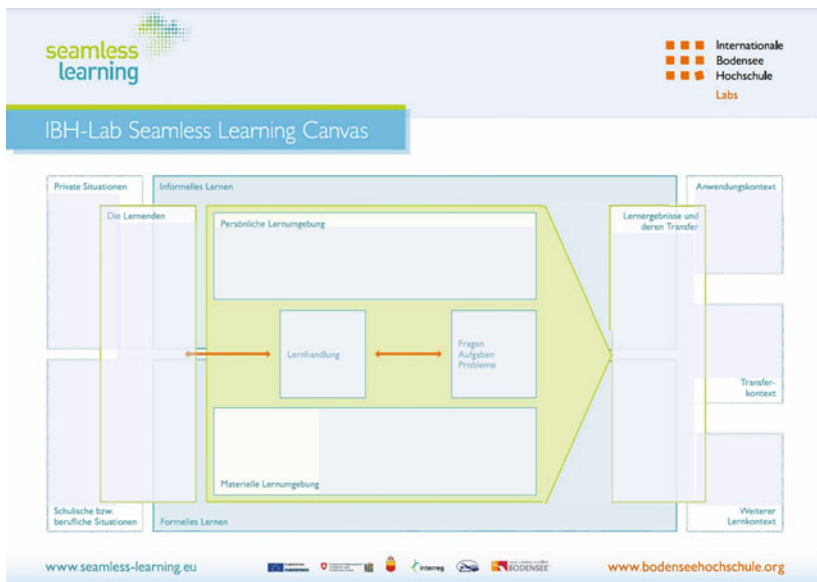 seamless
learning
Internationale
Bodensee
Hochschule
Labs
IBH-Lab Seamless Learning Canvas
Private Situationen
Informelles Lernen
Anwendungskontext
Die Lernenden
Persönliche Lernumgebung
Lernergebnisse und
deren Transfer
Lernhandlung
Fragen
Aufgaben
Probleme
Transfer-
kontext
Materielle Lernumgebung
Schulische bzw.
berufliche Situationen
Formelles Lernen
Weiterer
Lernkontext
www.seamless-learning.eu
interreg
BODENSEE
www.bodenseehochschule.org